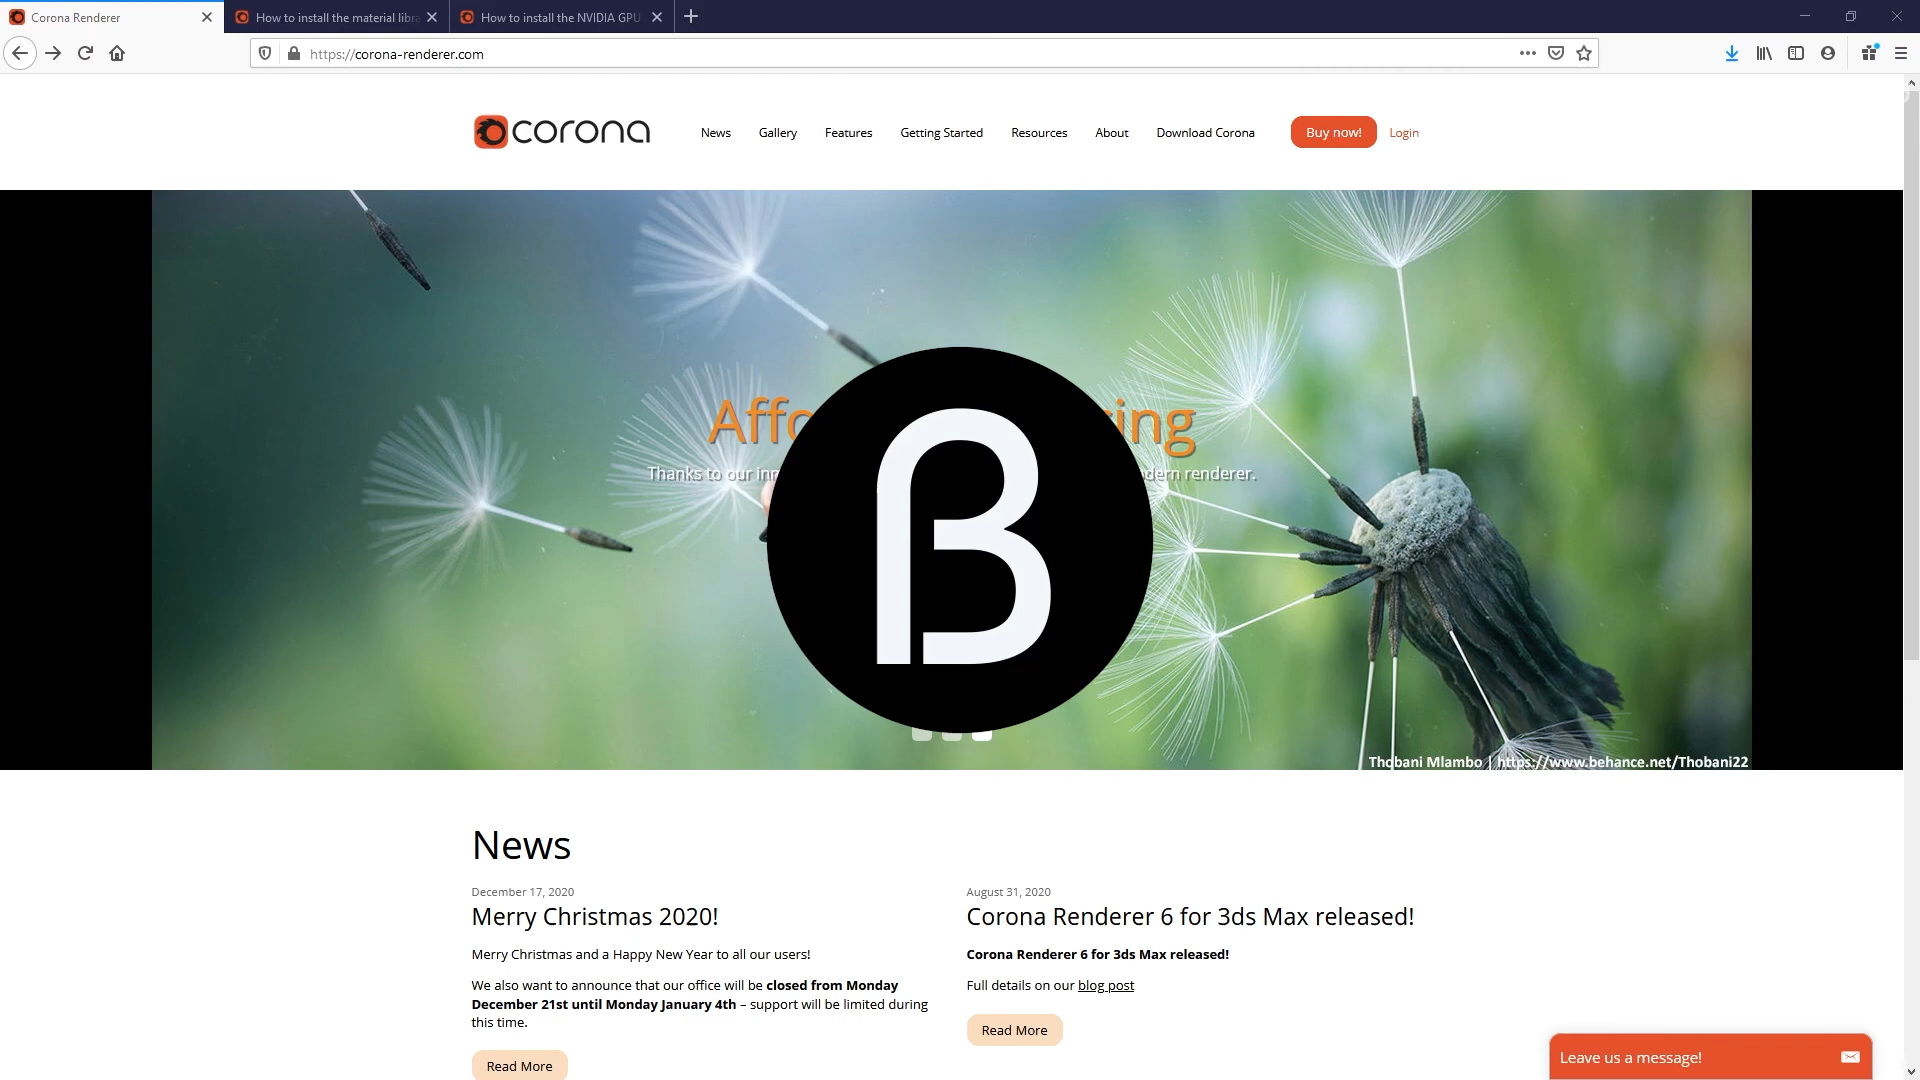 Corona Renderer
How to install the material libra
How to install the NVIDIA GPU
https://corona-renderer.com
corona
News
Gallery
Features
Getting Started
Resources
About
Download Corona
Buy now!
Login
Affo
ing
Thanks to our inn
dern renderer.
ß
Thobani Mlambo | https://www.behance.net/Thobani22
News
December 17, 2020
Merry Christmas 2020!
Merry Christmas and a Happy New Year to all our users!
We also want to announce that our office will be closed from Monday
December 21st until Monday January 4th – support will be limited during
this time.
Read More
August 31, 2020
Corona Renderer 6 for 3ds Max released!
Corona Renderer 6 for 3ds Max released!
Full details on our blog post
Read More
Leave us a message!